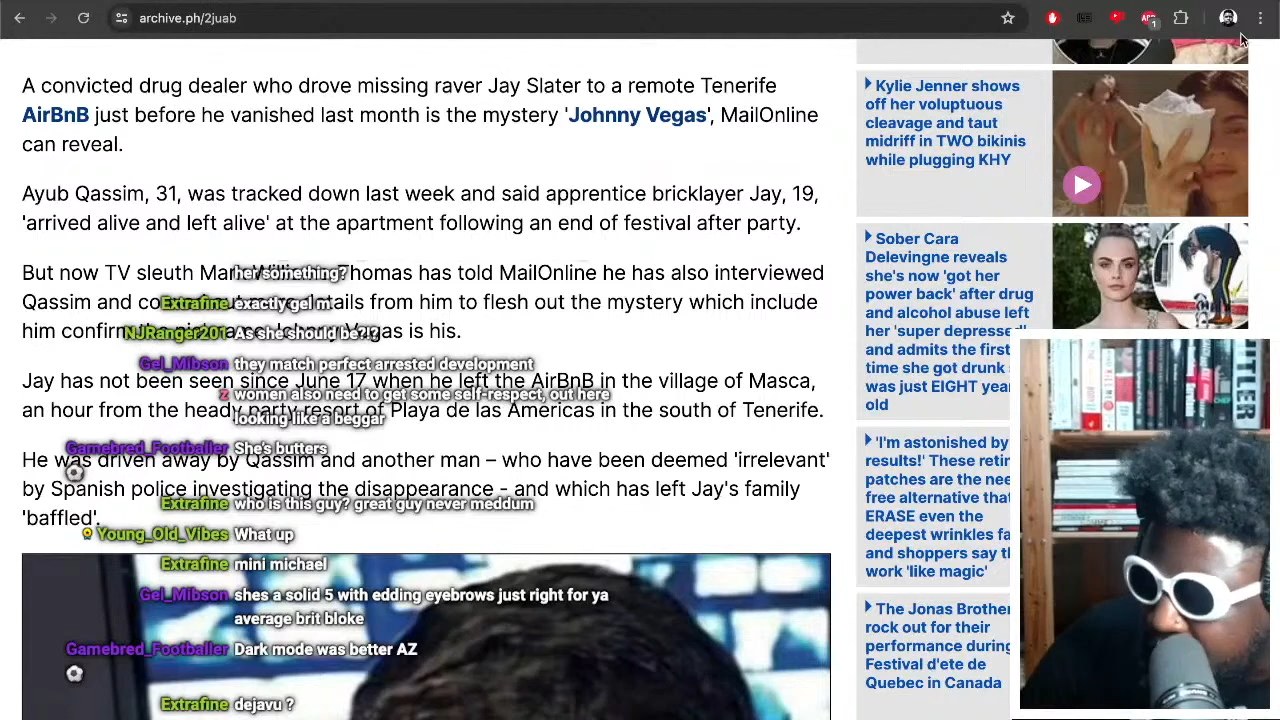 archive.ph/2juab
1
A convicted drug dealer who drove missing raver Jay Slater to a remote Tenerife
AirBnB just before he vanished last month is the mystery 'Johnny Vegas', MailOnline
can reveal.
Ayub Qassim, 31, was tracked down last week and said apprentice bricklayer Jay, 19,
'arrived alive and left alive' at the apartment following an end of festival after party.
But now TV sleuth Thomas has told MailOnline he has also interviewed
Qassim and from him to flesh out the mystery which include
him is his.
Jay has not been seen since June 17 when he left the AirBnB in the village of Masca,
an hour from the heady party resort of Playa de las Americas in the south of Tenerife.
He was driven away by Qassim and another man – who have been deemed 'irrelevant'
by Spanish police investigating the disappearance - and which has left Jay's family
'baffled'.
her something?
Extrafine exactly gel m
NJRanger201 As she should be?!?
Gel_Mibson they match perfect arrested development
z women also need to get some self-respect, out here
looking like a beggar
Gamebred_Footballer She's butters
Extrafine who is this guy? great guy never meddum
Young_Old_Vibes What up
Extrafine mini michael
Gel_Mibson shes a solid 5 with edding eyebrows just right for ya
average brit bloke
Gamebred_Footballer Dark mode was better AZ
Extrafine dejavu ?
Kylie Jenner shows
off her voluptuous
cleavage and taut
midriff in TWO bikinis
while plugging KHY
Sober Cara
Delevingne reveals
she's now 'got her
power back' after drug
and alcohol abuse left
her 'super depressed'
and admits the first
time she got drunk
was just EIGHT
old
'I'm astonished by
results!' These
patches are the
free alternative that
ERASE even the
deepest wrinkles
and shoppers say
work 'like magic'
The Jonas
rock out for their
performance during
Festival d'ete de
Quebec in Canada
HITLER